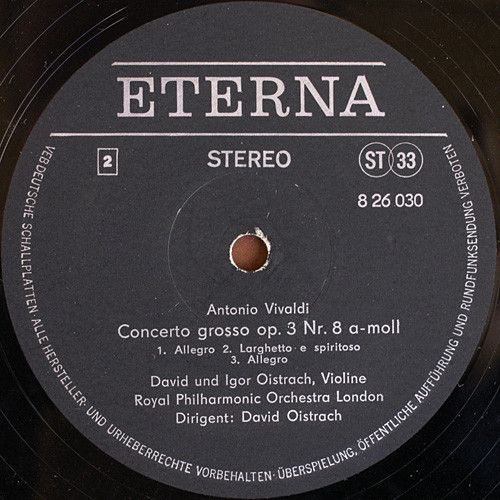 ETERNA
2
STEREO
ST 33
8 26 030
Antonio Vivaldi
Concerto grosso op. 3 Nr. 8 a-moll
1. Allegro 2. Larghetto e spiritoso
3. Allegro
David und Igor Oistrach, Violine
Royal Philharmonic Orchestra London
Dirigent: David Oistrach
VEB DEUTSCHE SCHALLPLATTEN · ALLE HERSTELLER- UND URHEBERRECHTE VORBEHALTEN · ÜBERSPIELUNG, ÖFFENTLICHE AUFFÜHRUNG UND RUNDFUNKSENDUNG VERBOTEN